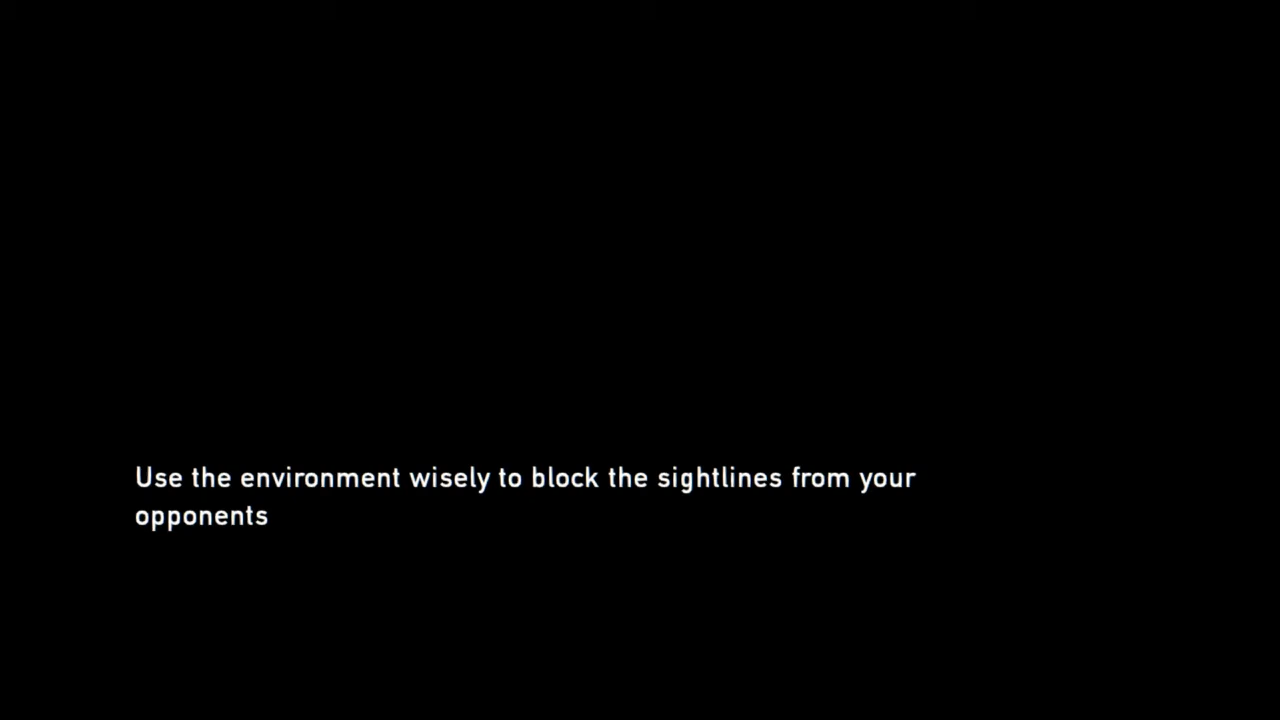 Use the environment wisely to block the sightlines from your
opponents